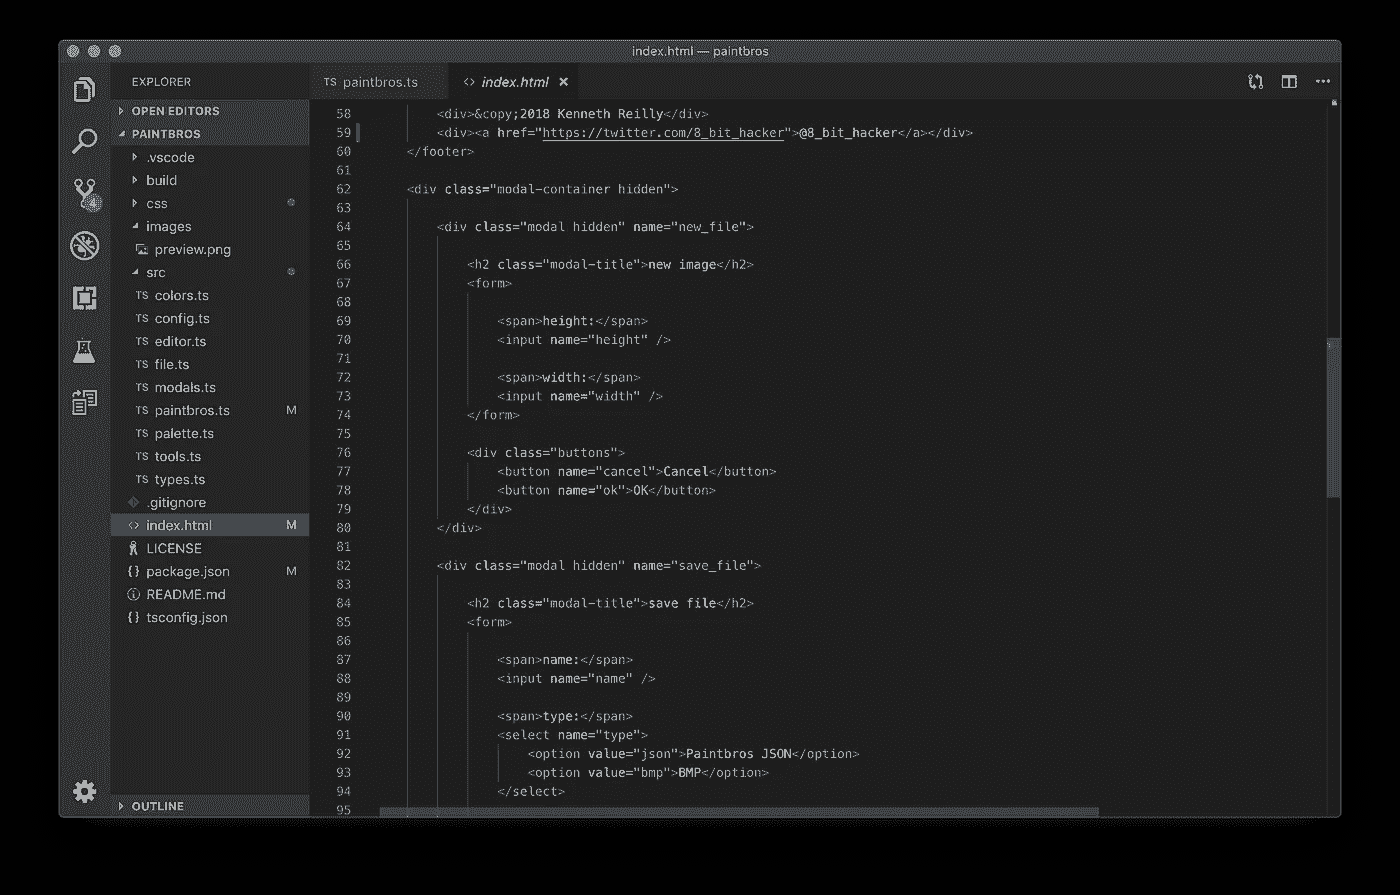 index.html — paintbros
EXPLORER
OPEN EDITORS
PAINTBROS
.vscode
build
css
images
preview.png
src
TS colors.ts
TS config.ts
TS editor.ts
TS file.ts
TS modals.ts
TS paintbros.ts M
TS palette.ts
TS tools.ts
TS types.ts
.gitignore
<> index.html M
LICENSE
{} package.json M
README.md
{} tsconfig.json
OUTLINE
4
TS paintbros.ts <> index.html ×
58 <div>&copy;2018 Kenneth Reilly</div>
59 <div><a href="https://twitter.com/8_bit_hacker">@8_bit_hacker</a></div>
60 </footer>
61
62 <div class="modal-container hidden">
63
64 <div class="modal hidden" name="new_file">
65
66 <h2 class="modal-title">new image</h2>
67 <form>
68
69 <span>height:</span>
70 <input name="height" />
71
72 <span>width:</span>
73 <input name="width" />
74 </form>
75
76 <div class="buttons">
77 <button name="cancel">Cancel</button>
78 <button name="ok">OK</button>
79 </div>
80 </div>
81
82 <div class="modal hidden" name="save_file">
83
84 <h2 class="modal-title">save file</h2>
85 <form>
86
87 <span>name:</span>
88 <input name="name" />
89
90 <span>type:</span>
91 <select name="type">
92 <option value="json">Paintbros JSON</option>
93 <option value="bmp">BMP</option>
94 </select>
95